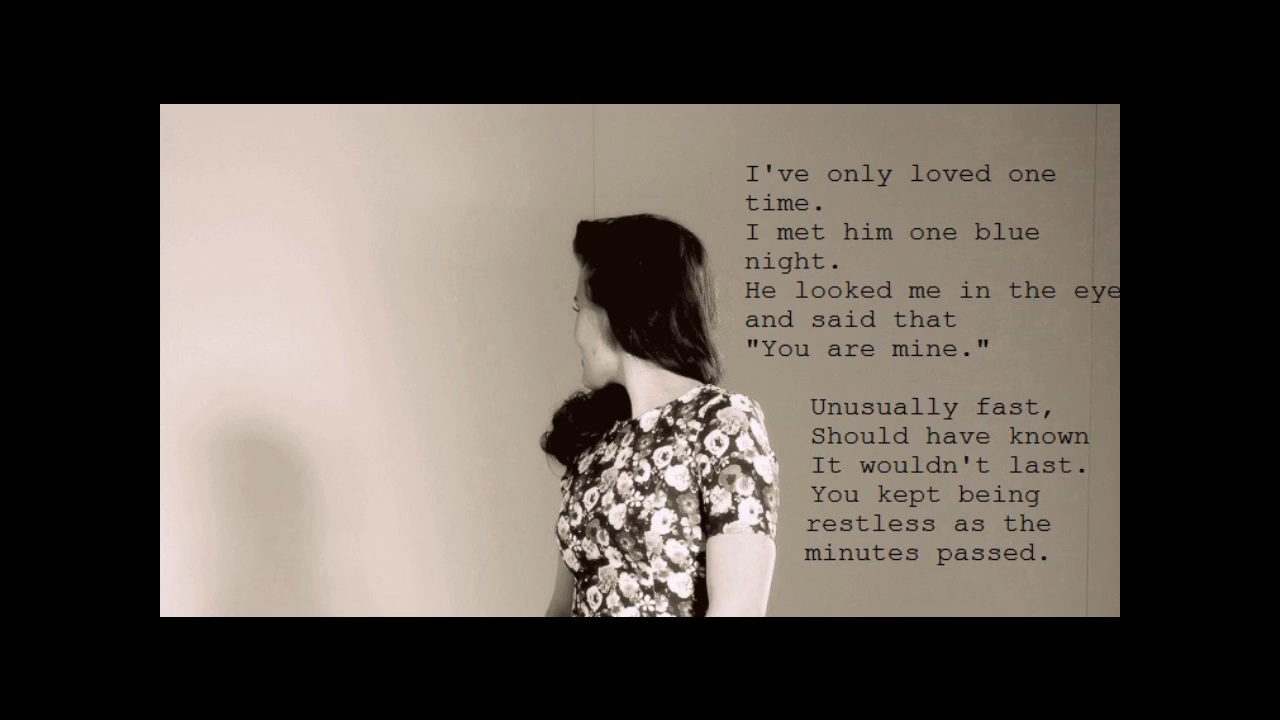 I've only loved one
time.
I met him one blue
night.
He looked me in the eye
and said that
"You are mine."
Unusually fast,
Should have known
It wouldn't last.
You kept being
restless as the
minutes passed.